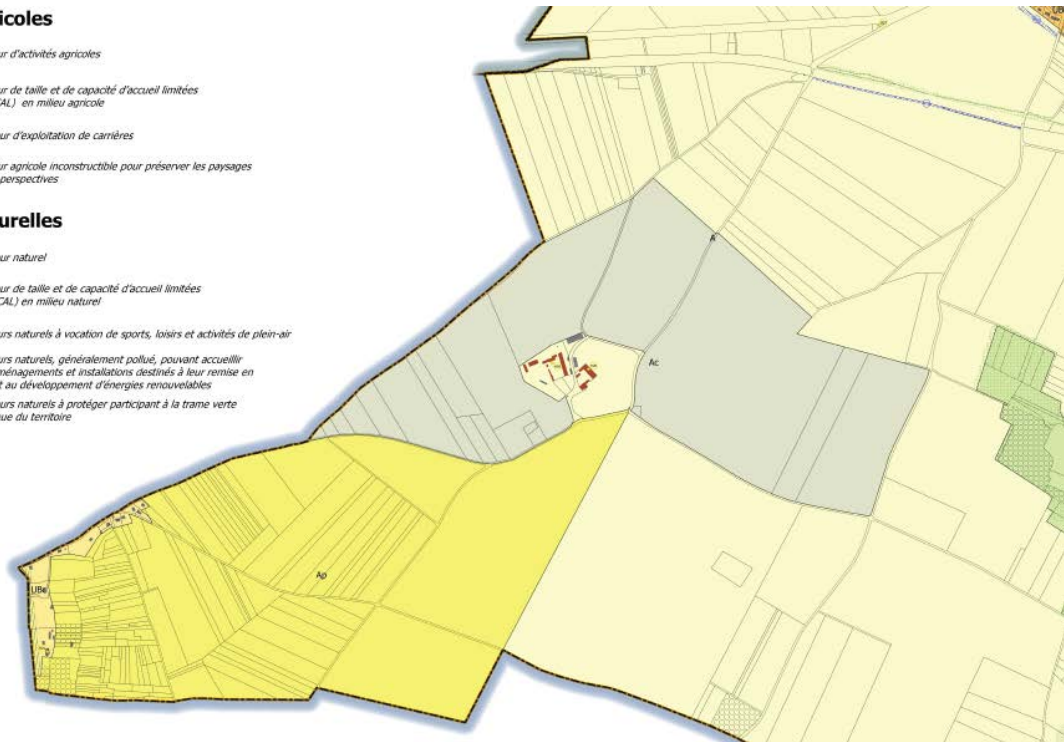 icoles
ur d'activités agricoles
ur de taille et de capacité d'accueil limitées
AL) en milieu agricole
ur d'exploitation de carrières
ur agricole inconstructible pour préserver les paysages
perspectives
urelles
ur naturel
ur de taille et de capacité d'accueil limitées
CAL) en milieu naturel
urs naturels à vocation de sports, loisirs et activités de plein-air
urs naturels, généralement pollué, pouvant accueillir
ménagements et installations destinés à leur remise en
t au développement d'énergies renouvelables
urs naturels à protéger participant à la trame verte
ue du territoire
A
Ac
Ap
UBe